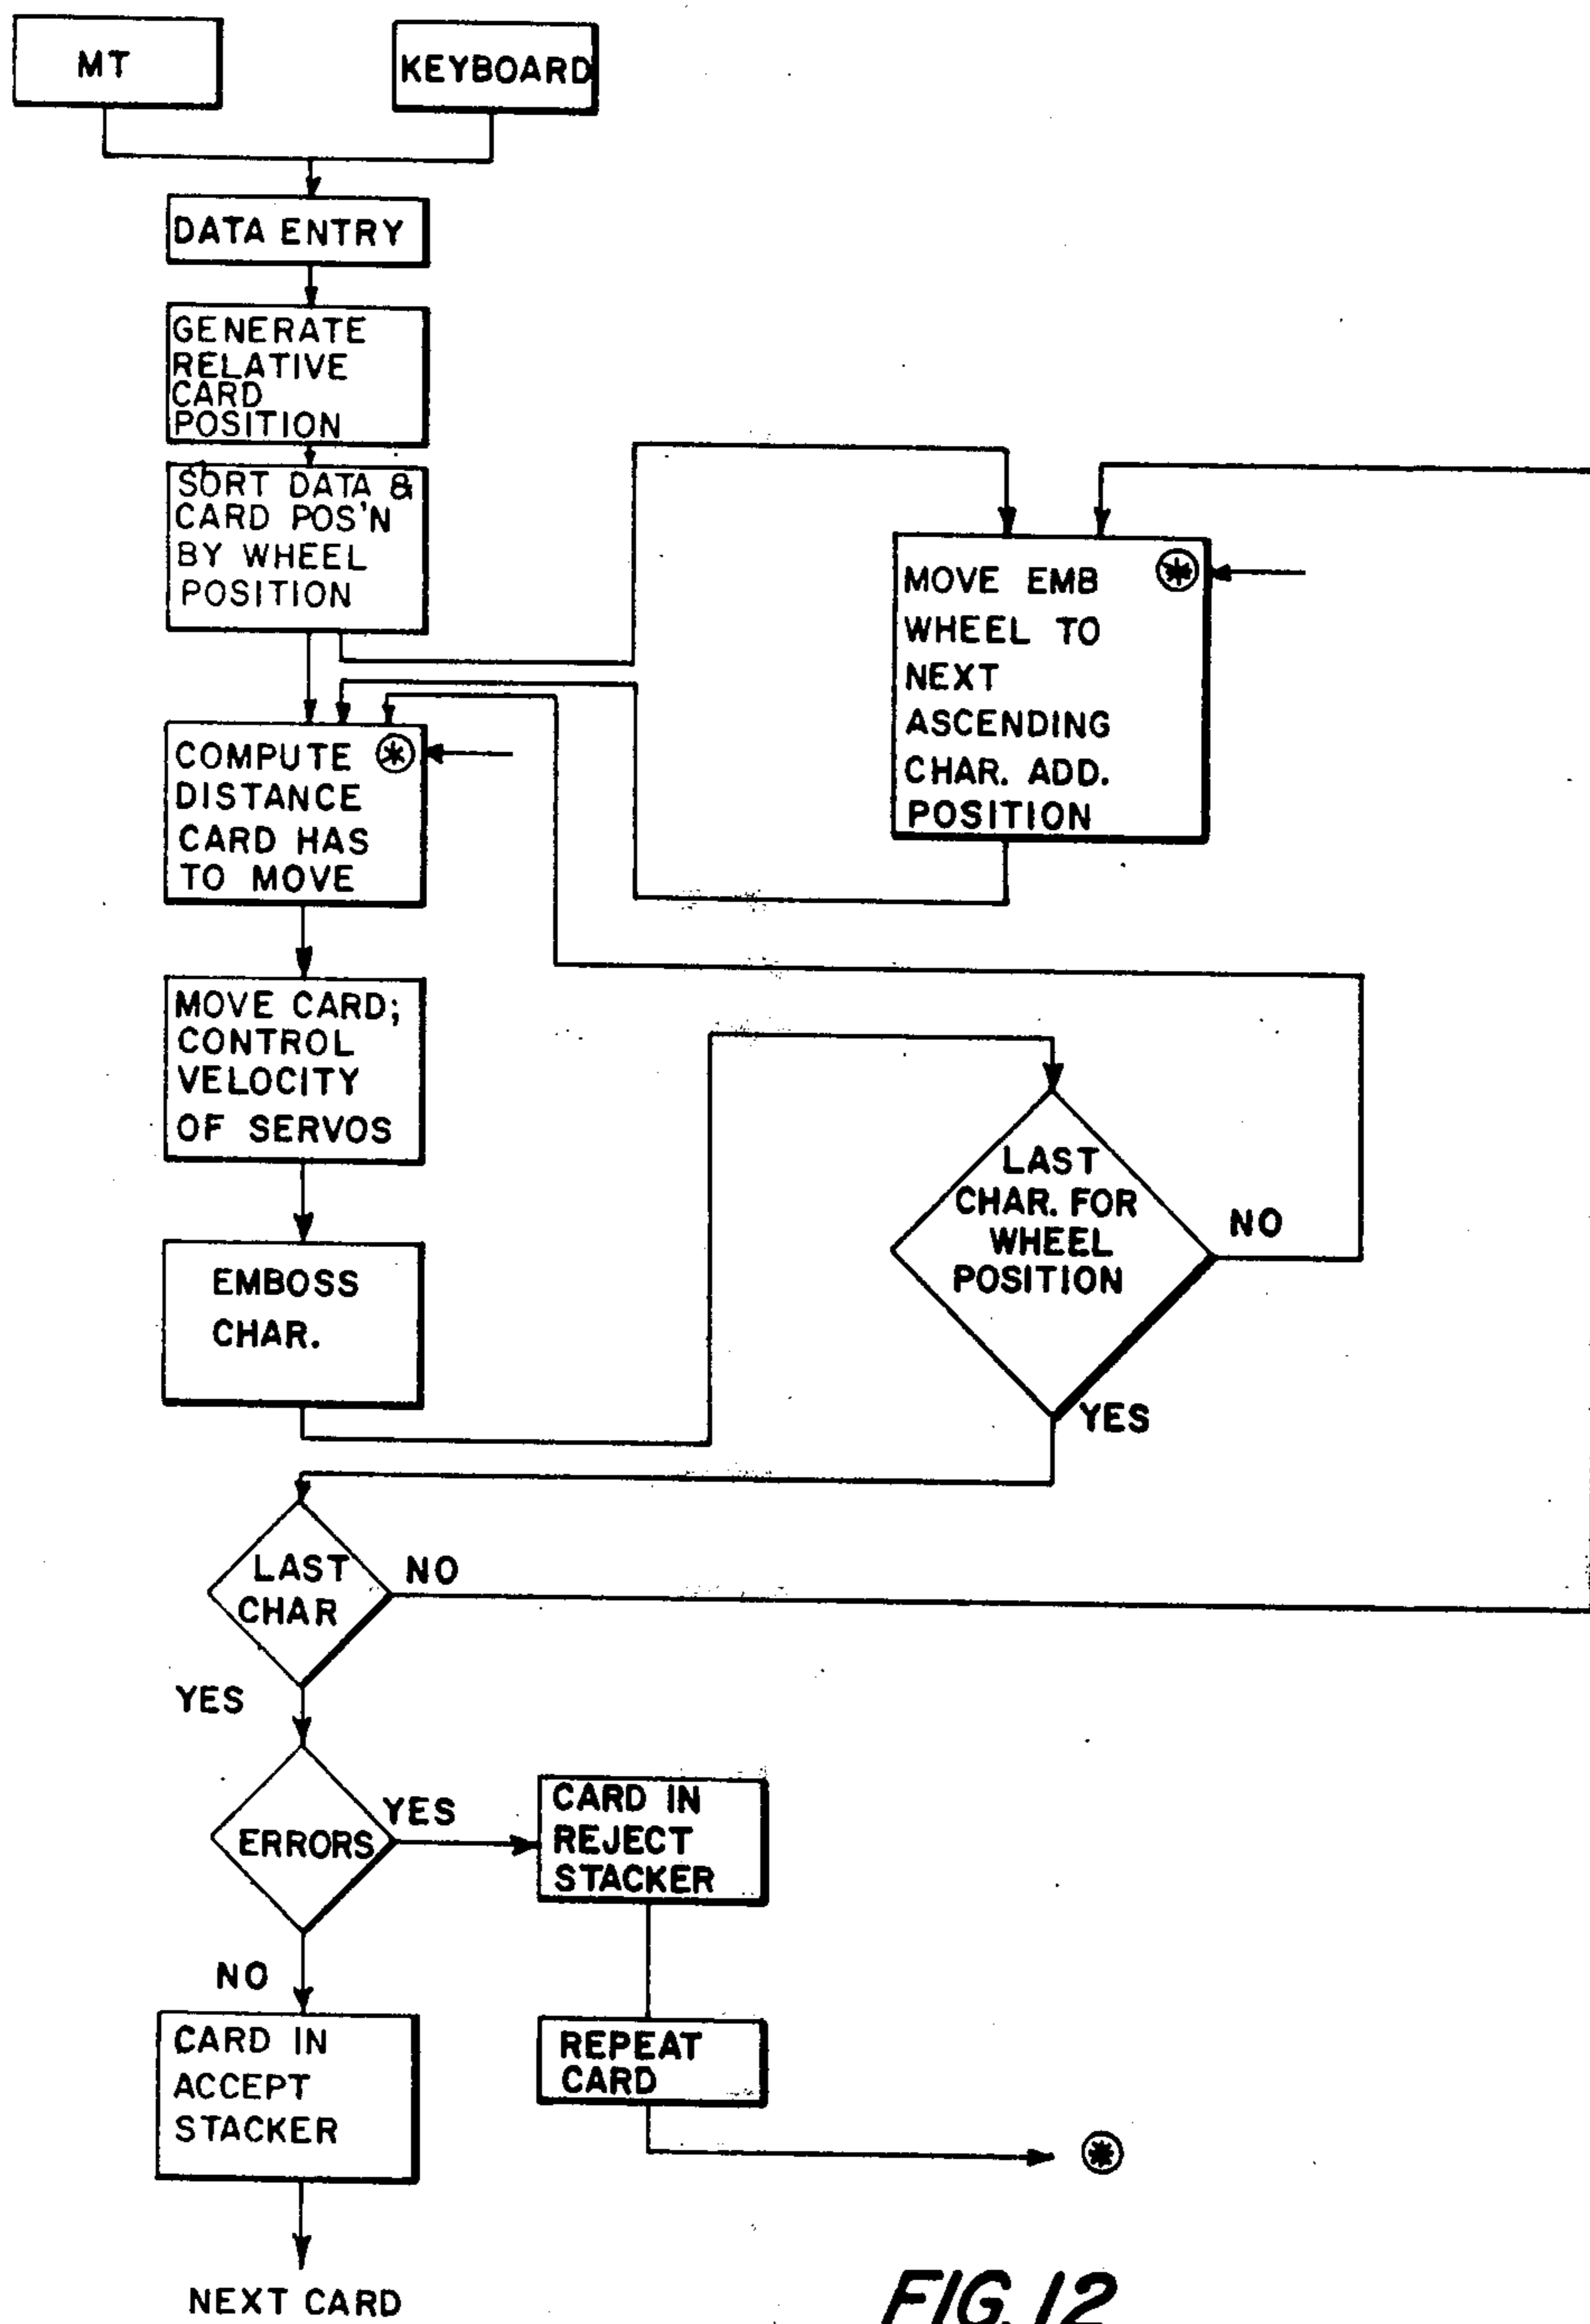 MT
KEYBOARD
DATA ENTRY
GENERATE
RELATIVE
CARD
POSITION
SORT DATA &
CARD POS'N
BY WHEEL
POSITION
MOVE EMB
WHEEL TO
NEXT
ASCENDING
CHAR. ADD.
POSITION
COMPUTE
DISTANCE
CARD HAS
TO MOVE
MOVE CARD;
CONTROL
VELOCITY
OF SERVOS
EMBOSS
CHAR.
LAST
CHAR. FOR
WHEEL
POSITION
NO
YES
LAST
CHAR
NO
YES
ERRORS
YES
NO
CARD IN
REJECT
STACKER
REPEAT
CARD
CARD IN
ACCEPT
STACKER
NEXT CARD
FIG. 12